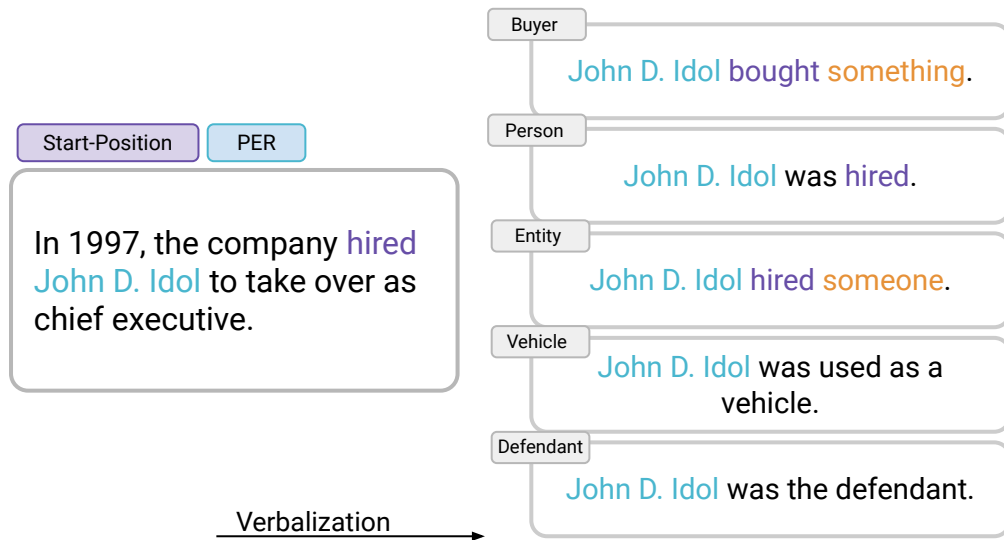 Start-Position
PER
In 1997, the company hired
John D. Idol to take over as
chief executive.
Verbalization
Buyer
John D. Idol bought something.
Person
John D. Idol was hired.
Entity
John D. Idol hired someone.
Vehicle
John D. Idol was used as a
vehicle.
Defendant
John D. Idol was the defendant.